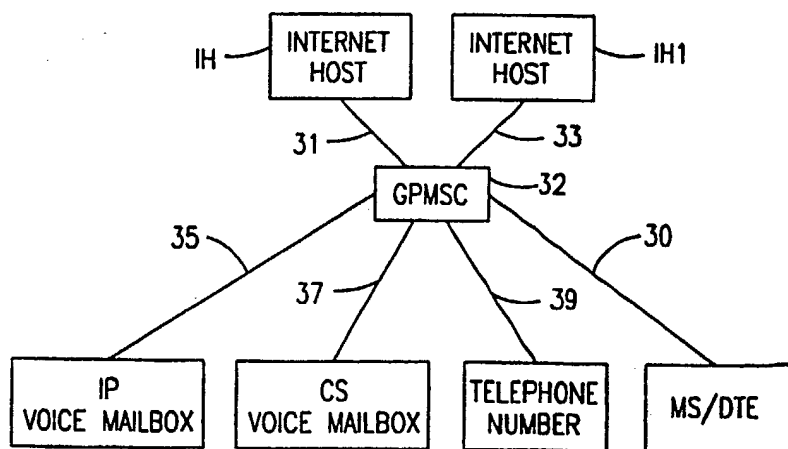 IH
INTERNET
HOST
INTERNET
HOST
IH1
31
33
GPMSC
32
35
37
39
30
IP
VOICE MAILBOX
CS
VOICE MAILBOX
TELEPHONE
NUMBER
MS/DTE